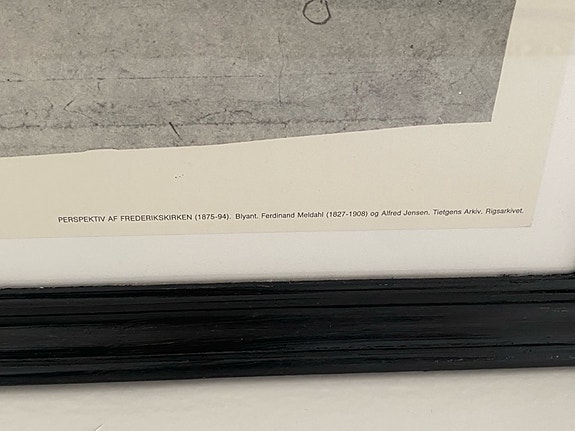 PERSPEKTIV AF FREDERIKSKIRKEN (1875-94). Blyant. Ferdinand Meldahl (1827-1908) og Alfred Jensen. Tietgens Arkiv. Rigsarkivet.